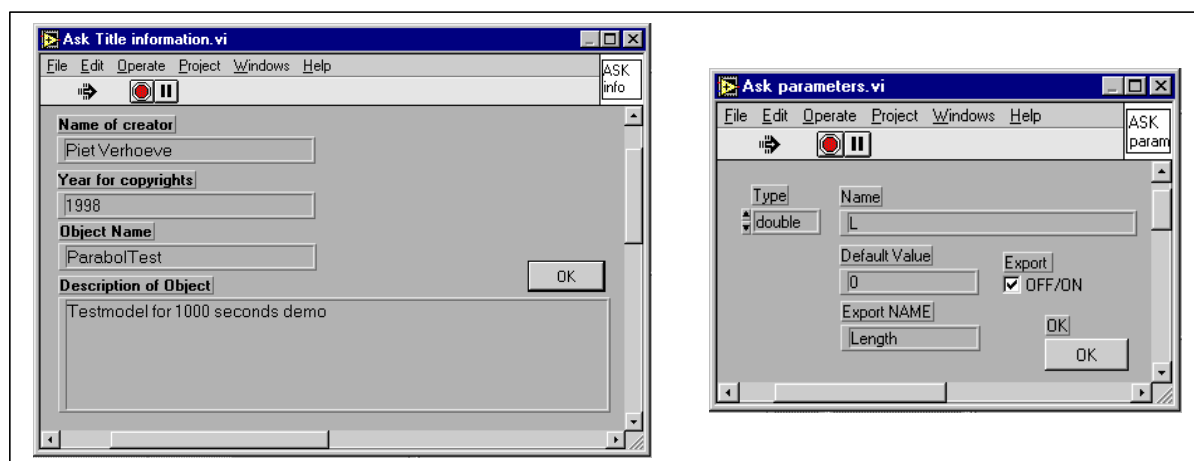 Ask Title information.vi
File Edit Operate Project Windows Help
ASK
info
Name of creator
Piet Verhoeve
Year for copyrights
1998
Object Name
ParabolTest
OK
Description of Object
Testmodel for 1000 seconds demo
Ask parameters.vi
File Edit Operate Project Windows Help
ASK
param
Type
double
Name
L
Default Value
0
Export
OFF/ON
Export NAME
Length
OK
OK